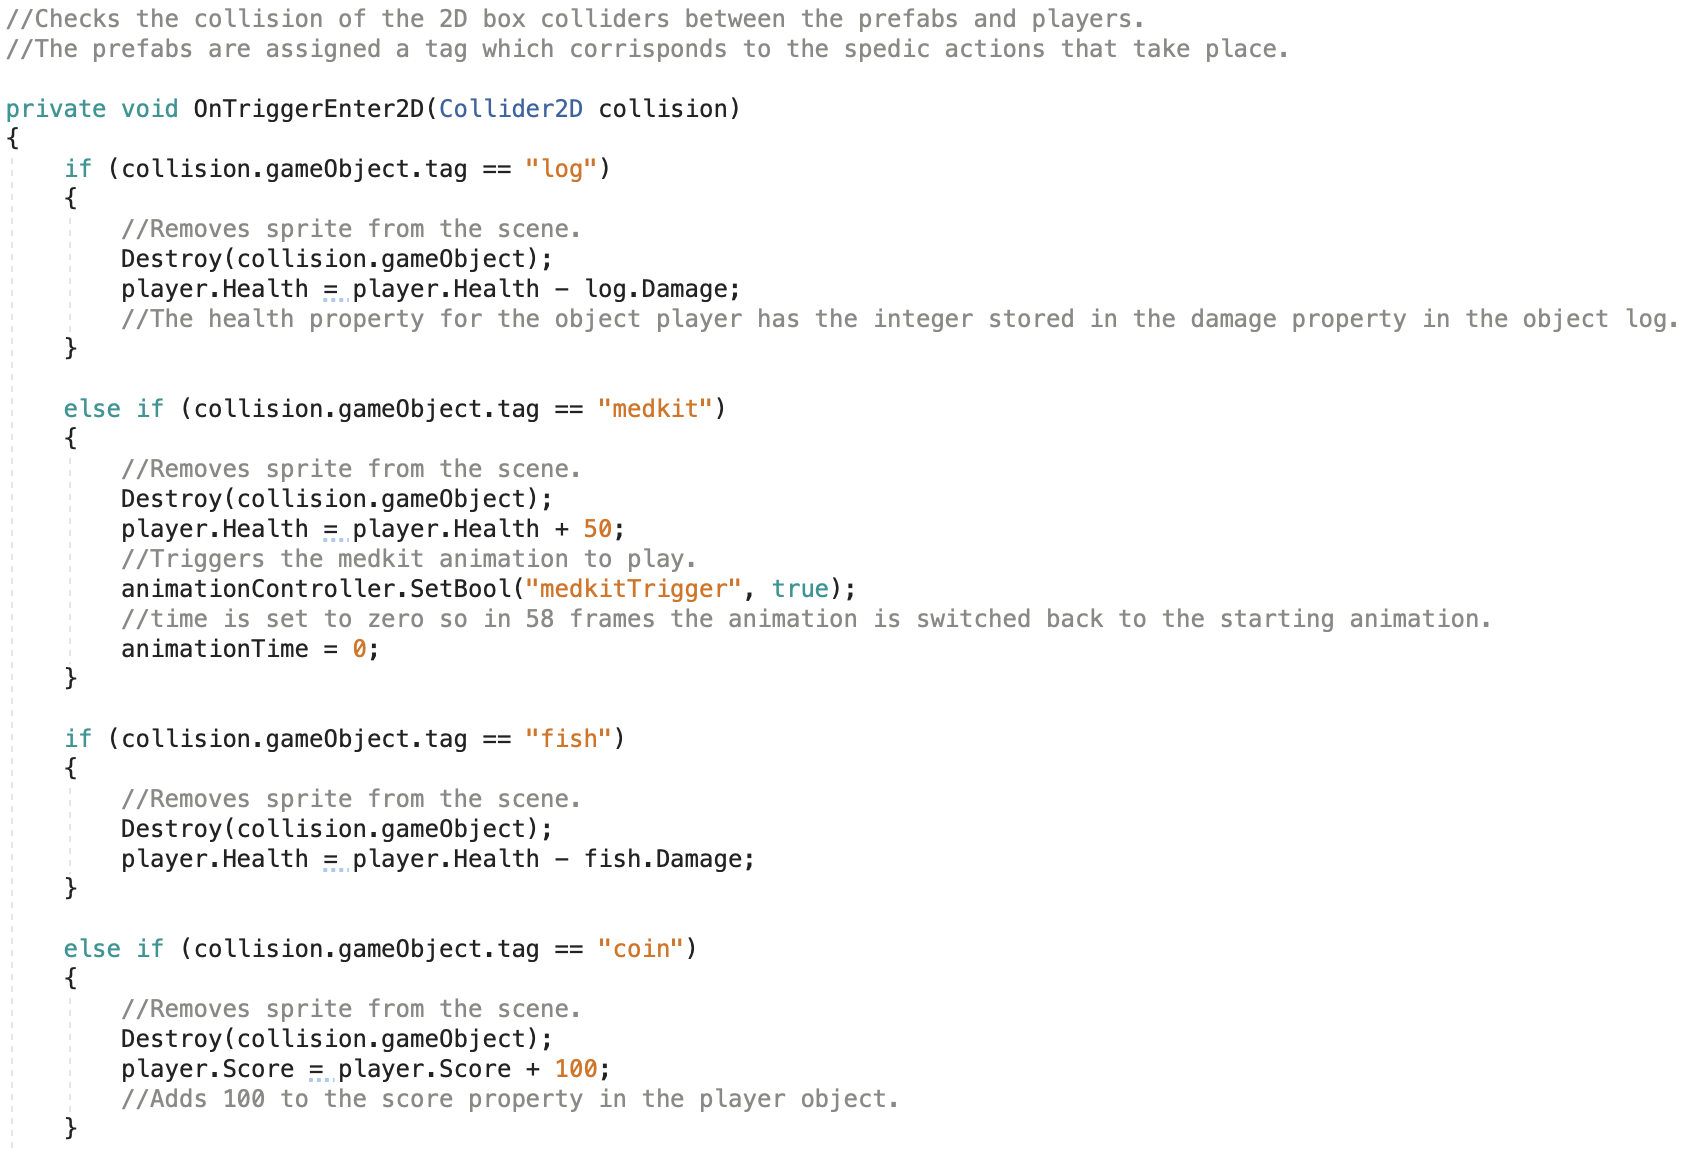 //Checks the collision of the 2D box colliders between the prefabs and players.
//The prefabs are assigned a tag which corrisponds to the spedic actions that take place.

private void OnTriggerEnter2D(Collider2D collision)
{
    if (collision.gameObject.tag == "log")
    {
        //Removes sprite from the scene.
        Destroy(collision.gameObject);
        player.Health = player.Health - log.Damage;
        //The health property for the object player has the integer stored in the damage property in the object log.
    }

    else if (collision.gameObject.tag == "medkit")
    {
        //Removes sprite from the scene.
        Destroy(collision.gameObject);
        player.Health = player.Health + 50;
        //Triggers the medkit animation to play.
        animationController.SetBool("medkitTrigger", true);
        //time is set to zero so in 58 frames the animation is switched back to the starting animation.
        animationTime = 0;
    }

    if (collision.gameObject.tag == "fish")
    {
        //Removes sprite from the scene.
        Destroy(collision.gameObject);
        player.Health = player.Health - fish.Damage;
    }

    else if (collision.gameObject.tag == "coin")
    {
        //Removes sprite from the scene.
        Destroy(collision.gameObject);
        player.Score = player.Score + 100;
        //Adds 100 to the score property in the player object.
    }